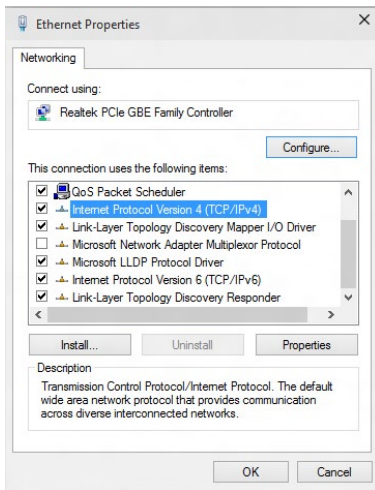 Ethernet Properties
Networking
Connect using:
Realtek PCIe GBE Family Controller
Configure...
This connection uses the following items:
QoS Packet Scheduler
Internet Protocol Version 4 (TCP/IPv4)
Link-Layer Topology Discovery Mapper I/O Driver
Microsoft Network Adapter Multiplexor Protocol
Microsoft LLDP Protocol Driver
Internet Protocol Version 6 (TCP/IPv6)
Link-Layer Topology Discovery Responder
Install... Uninstall Properties
Description
Transmission Control Protocol/Internet Protocol. The default
wide area network protocol that provides communication
across diverse interconnected networks.
OK Cancel